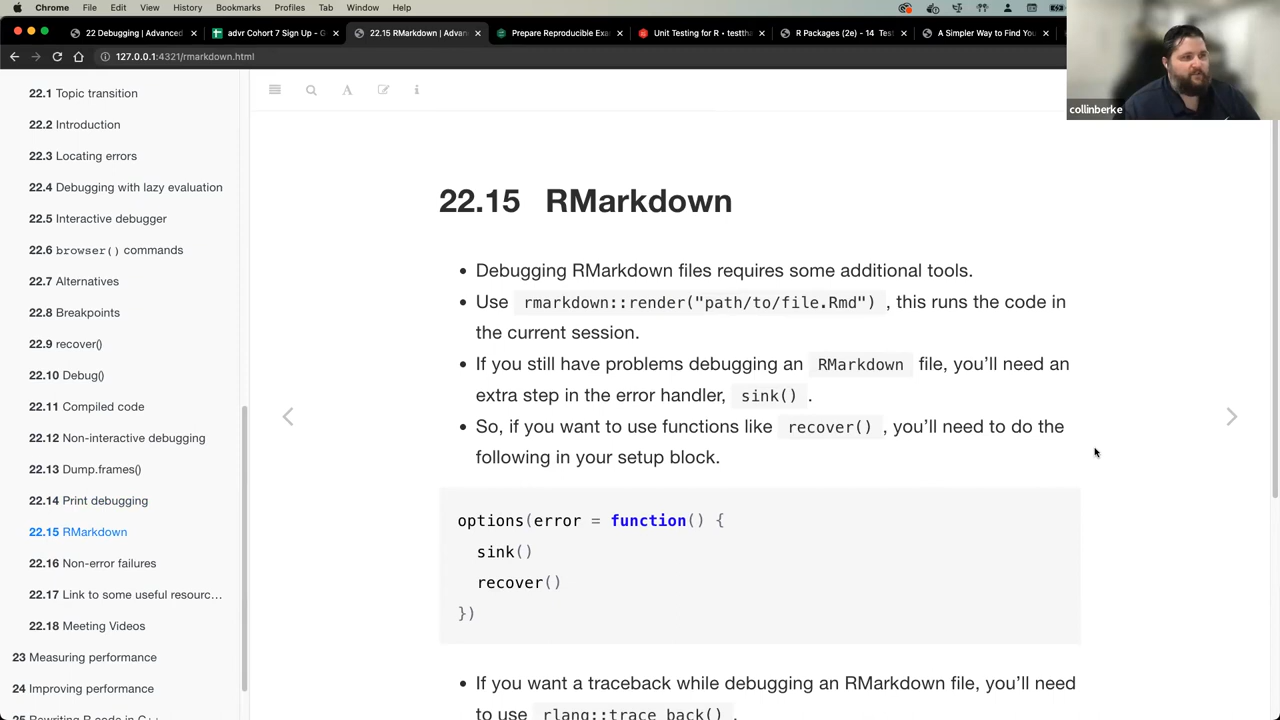 Chrome File Edit View History Bookmarks Profiles Tab Window Help
22 Debugging | Advanced
advr Cohort 7 Sign Up - G
22.15 RMarkdown | Advan
Prepare Reproducible Exa
Unit Testing for R • testth
R Packages (2e) - 14 Tes
A Simpler Way to Find You
127.0.0.1:4321/rmarkdown.html
collinberke
22.1 Topic transition
22.2 Introduction
22.3 Locating errors
22.4 Debugging with lazy evaluation
22.5 Interactive debugger
22.6 browser() commands
22.7 Alternatives
22.8 Breakpoints
22.9 recover()
22.10 Debug()
22.11 Compiled code
22.12 Non-interactive debugging
22.13 Dump.frames()
22.14 Print debugging
22.15 RMarkdown
22.16 Non-error failures
22.17 Link to some useful resourc…
22.18 Meeting Videos
23 Measuring performance
24 Improving performance
25 Rewriting R code in C++
22.15 RMarkdown
• Debugging RMarkdown files requires some additional tools.
• Use rmarkdown::render("path/to/file.Rmd") , this runs the code in
the current session.
• If you still have problems debugging an RMarkdown file, you’ll need an
extra step in the error handler, sink() .
• So, if you want to use functions like recover() , you’ll need to do the
following in your setup block.
options(error = function() {
sink()
recover()
})
• If you want a traceback while debugging an RMarkdown file, you’ll need
to use rlang::trace_back() .